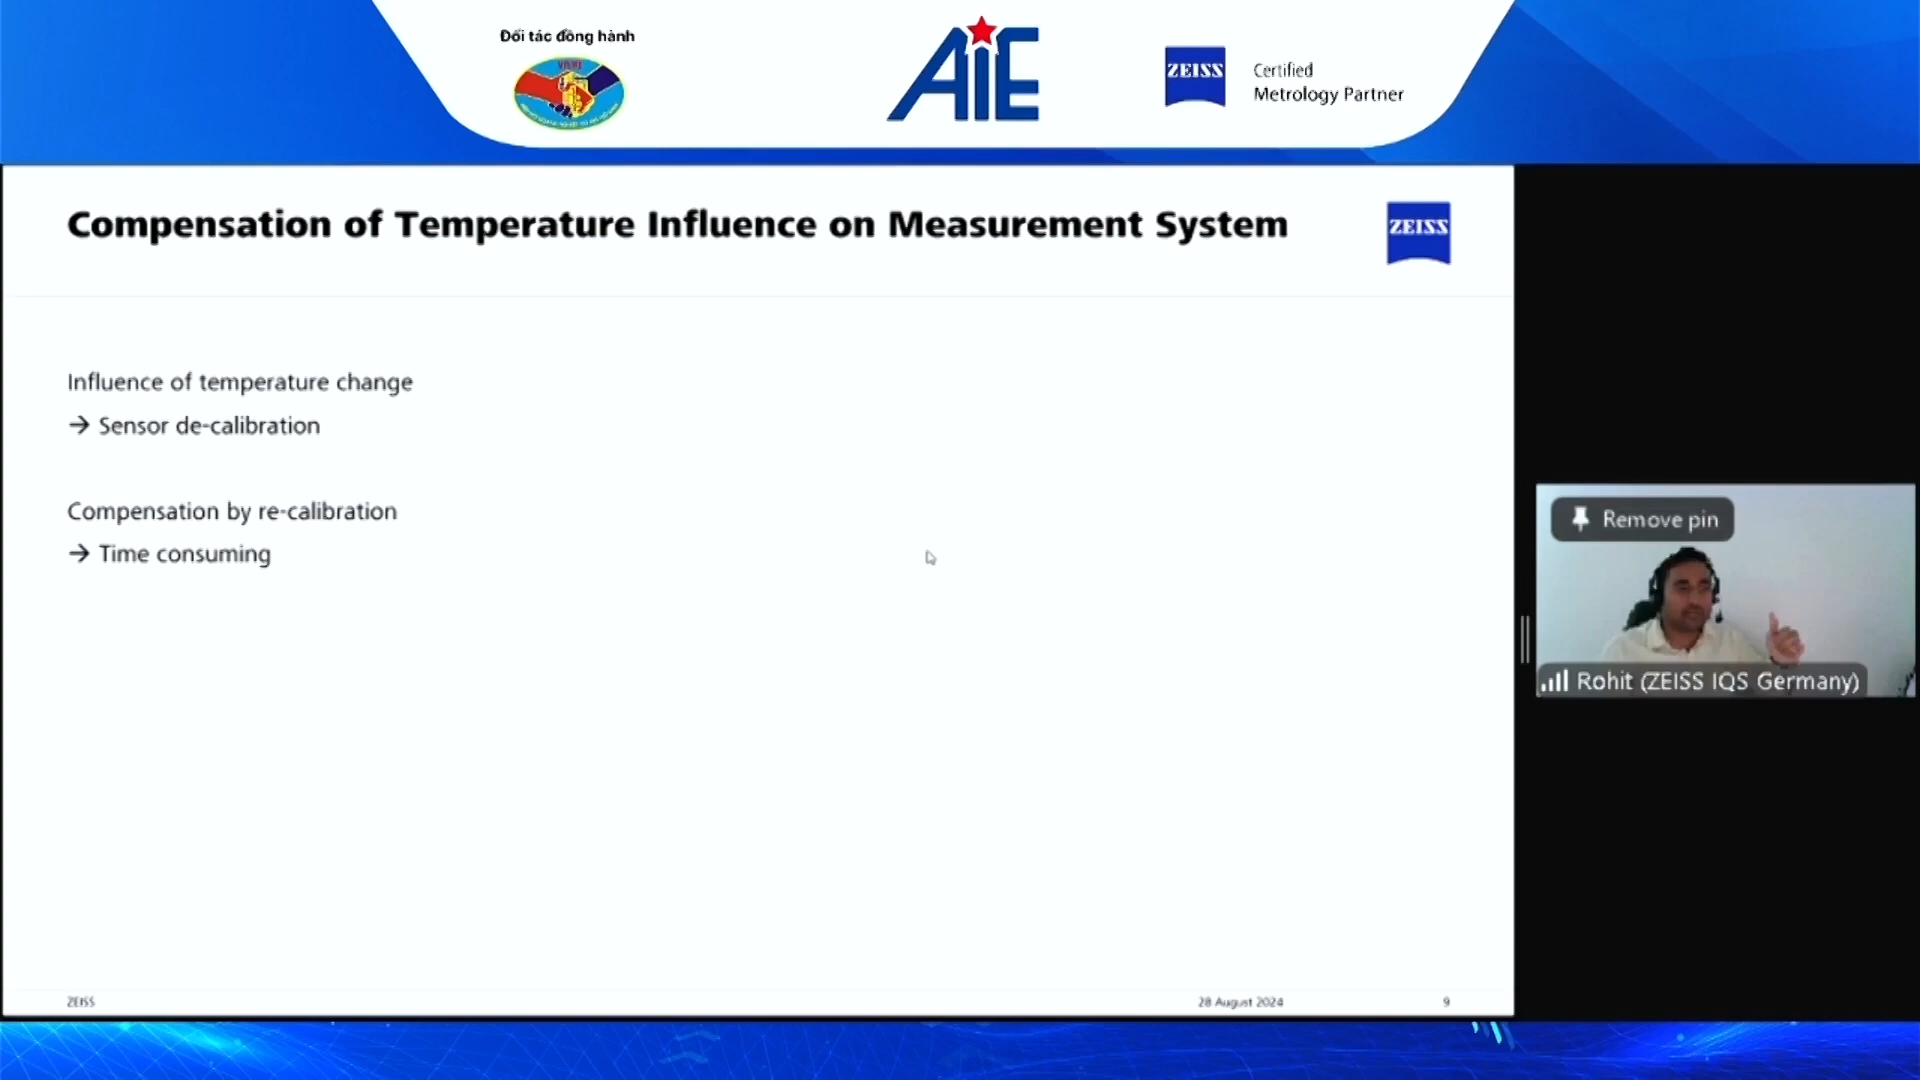 Đối tác đồng hành
AiE
ZEISS
Certified
Metrology Partner
Compensation of Temperature Influence on Measurement System
ZEISS
Influence of temperature change
→ Sensor de-calibration
Compensation by re-calibration
→ Time consuming
Remove pin
Rohit (ZEISS IQS Germany)
ZEISS
28 August 2024
9